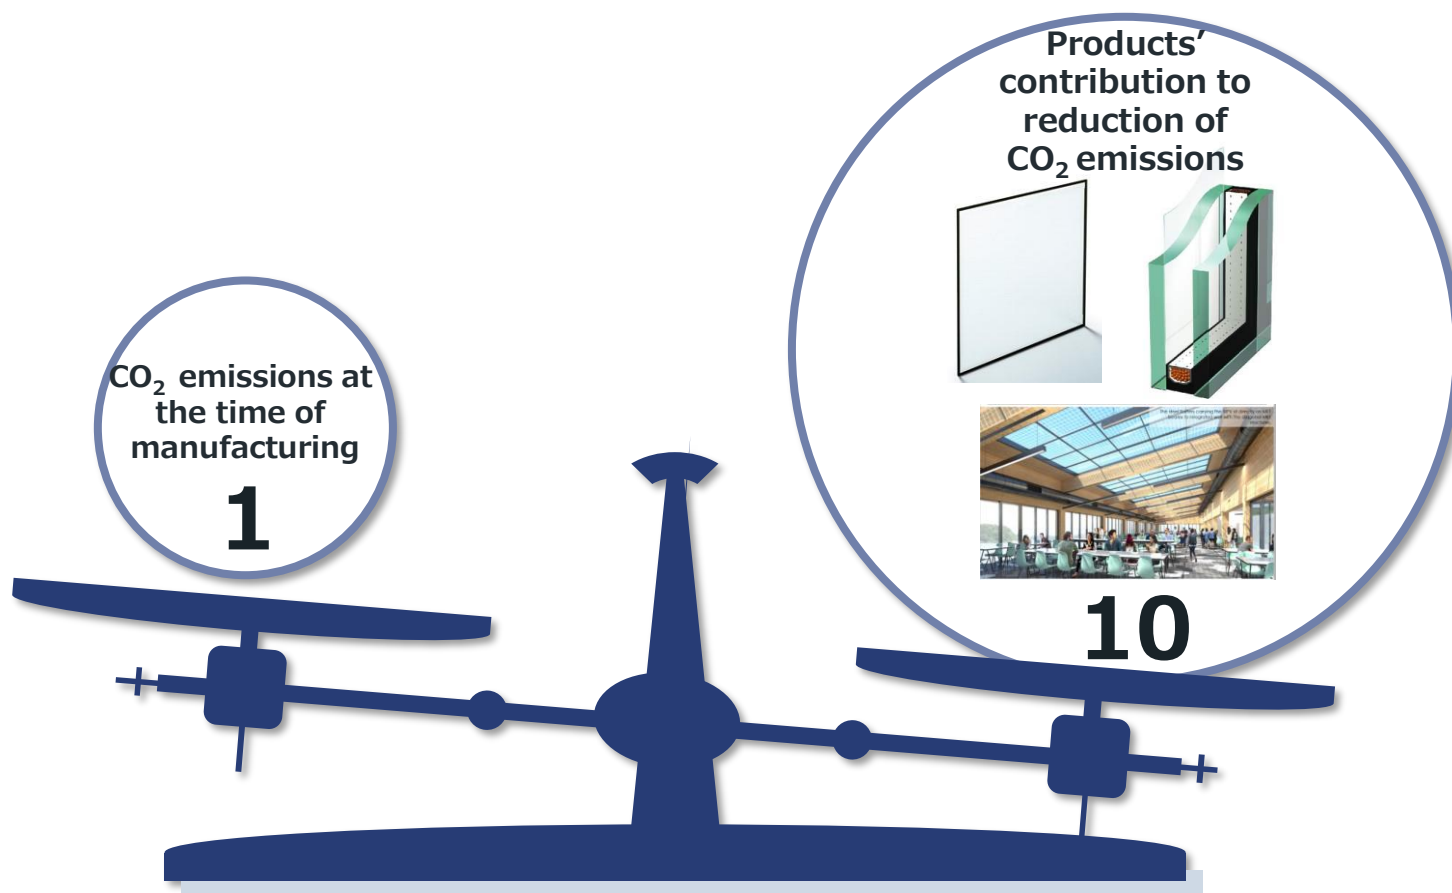 Products’
contribution to
reduction of
CO₂ emissions
CO₂ emissions at
the time of
manufacturing
1
10